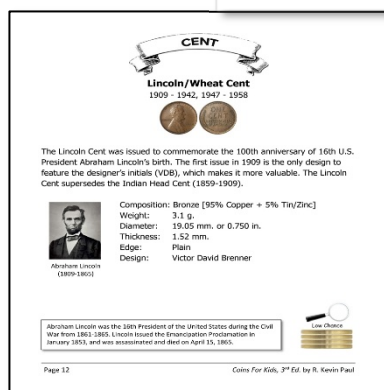 CENT
Lincoln/Wheat Cent
1909 - 1942, 1947 - 1958
The Lincoln Cent was issued to commemorate the 100th anniversary of 16th U.S.
President Abraham Lincoln's birth. The first issue in 1909 is the only design to
feature the designer's initials (VDB), which makes it more valuable. The Lincoln
Cent supersedes the Indian Head Cent (1859-1909).
Composition: Bronze [95% Copper + 5% Tin/Zinc]
Weight: 3.1 g.
Diameter: 19.05 mm. or 0.750 in.
Thickness: 1.52 mm.
Edge: Plain
Design: Victor David Brenner
Abraham Lincoln
(1809-1865)
Low Chance
Abraham Lincoln was the 16th President of the United States during the Civil
War from 1861-1865. Lincoln issued the Emancipation Proclamation in
January 1853, and was assassinated and died on April 15, 1865.
Page 12
Coins For Kids, 3rd Ed. by R. Kevin Paul